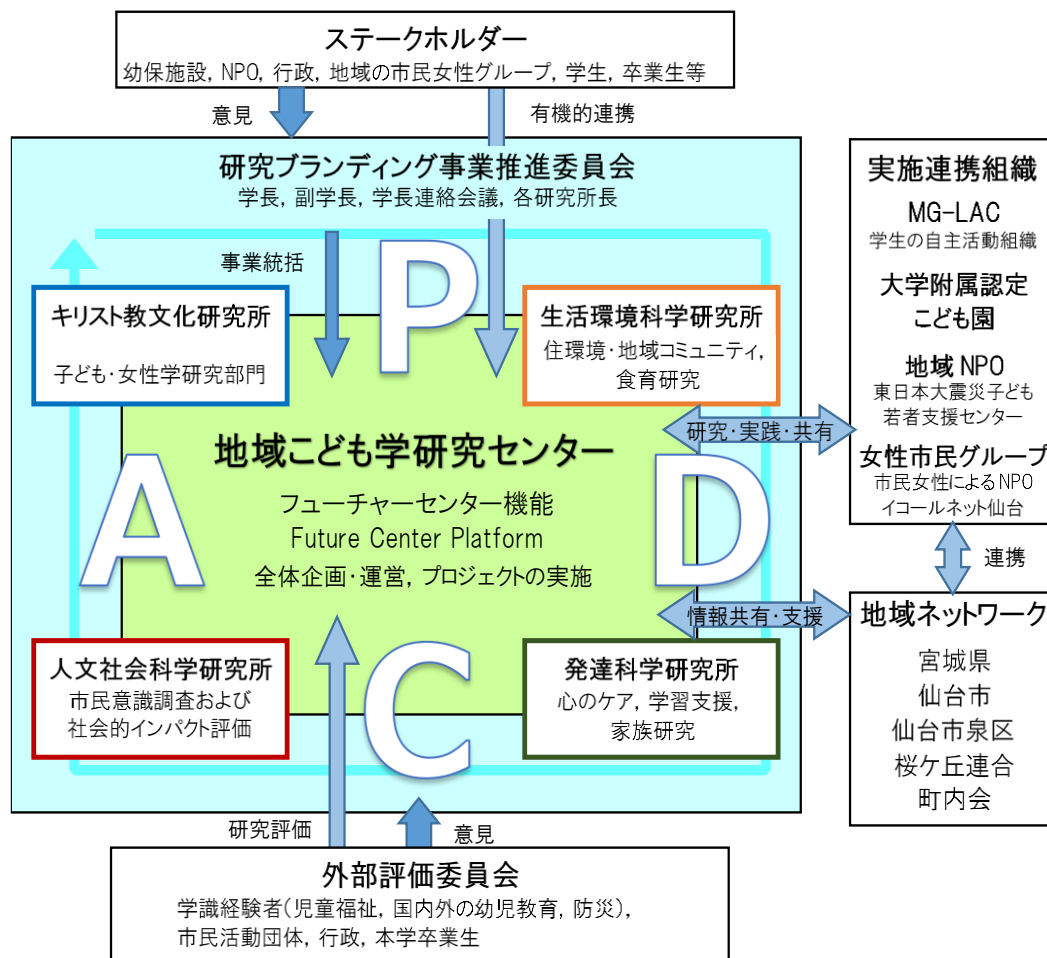 ステークホルダー
幼保施設, NPO, 行政, 地域の市民女性グループ, 学生, 卒業生等
意見
有機的連携
研究ブランディング事業推進委員会
学長, 副学長, 学長連絡会議, 各研究所長
事業統括
P
キリスト教文化研究所
子ども・女性学研究部門
生活環境科学研究所
住環境・地域コミュニティ,
食育研究
地域こども学研究センター
フューチャーセンター機能
Future Center Platform
全体企画・運営, プロジェクトの実施
A
D
人文社会科学研究所
市民意識調査および
社会的インパクト評価
C
発達科学研究所
心のケア, 学習支援,
家族研究
研究・実践・共有
情報共有・支援
実施連携組織
MG-LAC
学生の自主活動組織
大学附属認定
こども園
地域 NPO
東日本大震災子ども
若者支援センター
女性市民グループ
市民女性による NPO
イコールネット仙台
連携
地域ネットワーク
宮城県
仙台市
仙台市泉区
桜ケ丘連合
町内会
研究評価
意見
外部評価委員会
学識経験者(児童福祉, 国内外の幼児教育, 防災),
市民活動団体, 行政, 本学卒業生